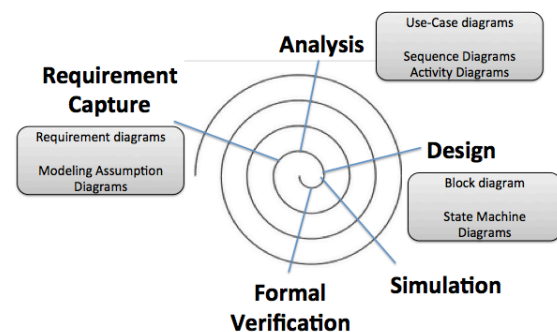 Use-Case diagrams
Sequence Diagrams
Activity Diagrams
Analysis
Requirement
Capture
Requirement diagrams
Modeling Assumption
Diagrams
Design
Block diagram
State Machine
Diagrams
Simulation
Formal
Verification